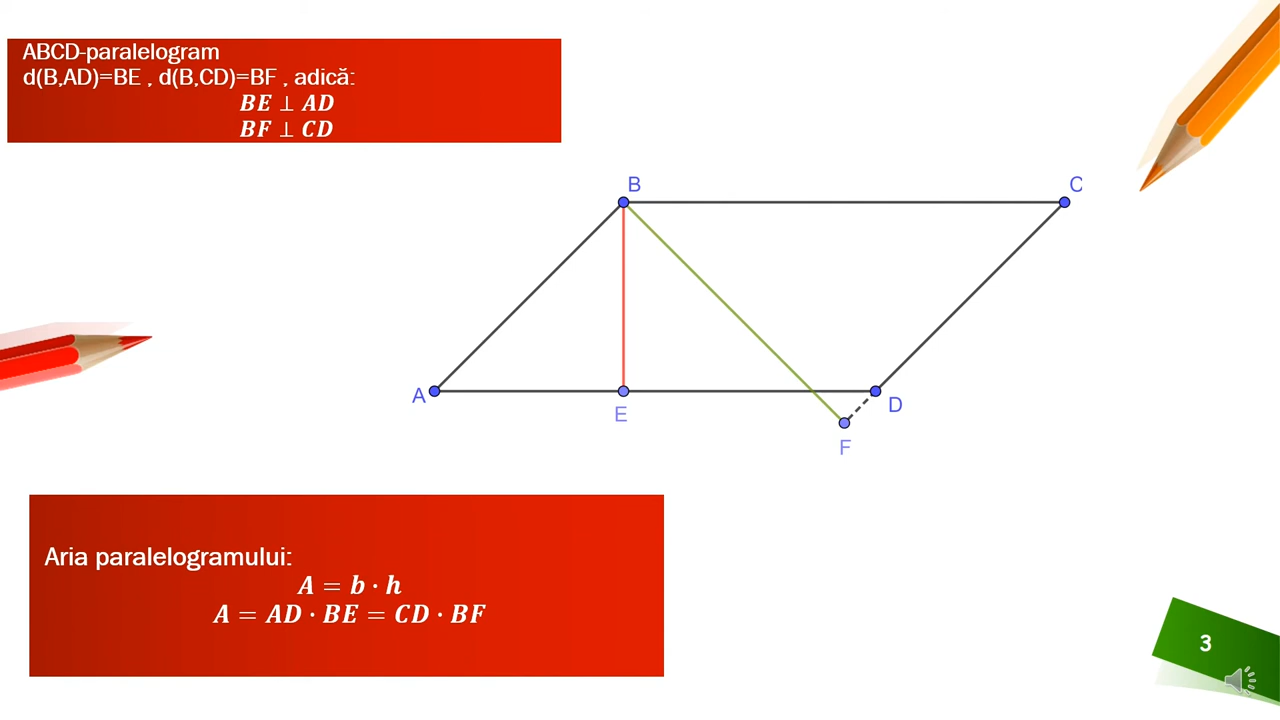 ABCD-paralelogram
d(B,AD)=BE , d(B,CD)=BF , adică:
BE ⊥ AD
BF ⊥ CD
B
C
A
E
D
F
Aria paralelogramului:
A = b · h
A = AD · BE = CD · BF
3